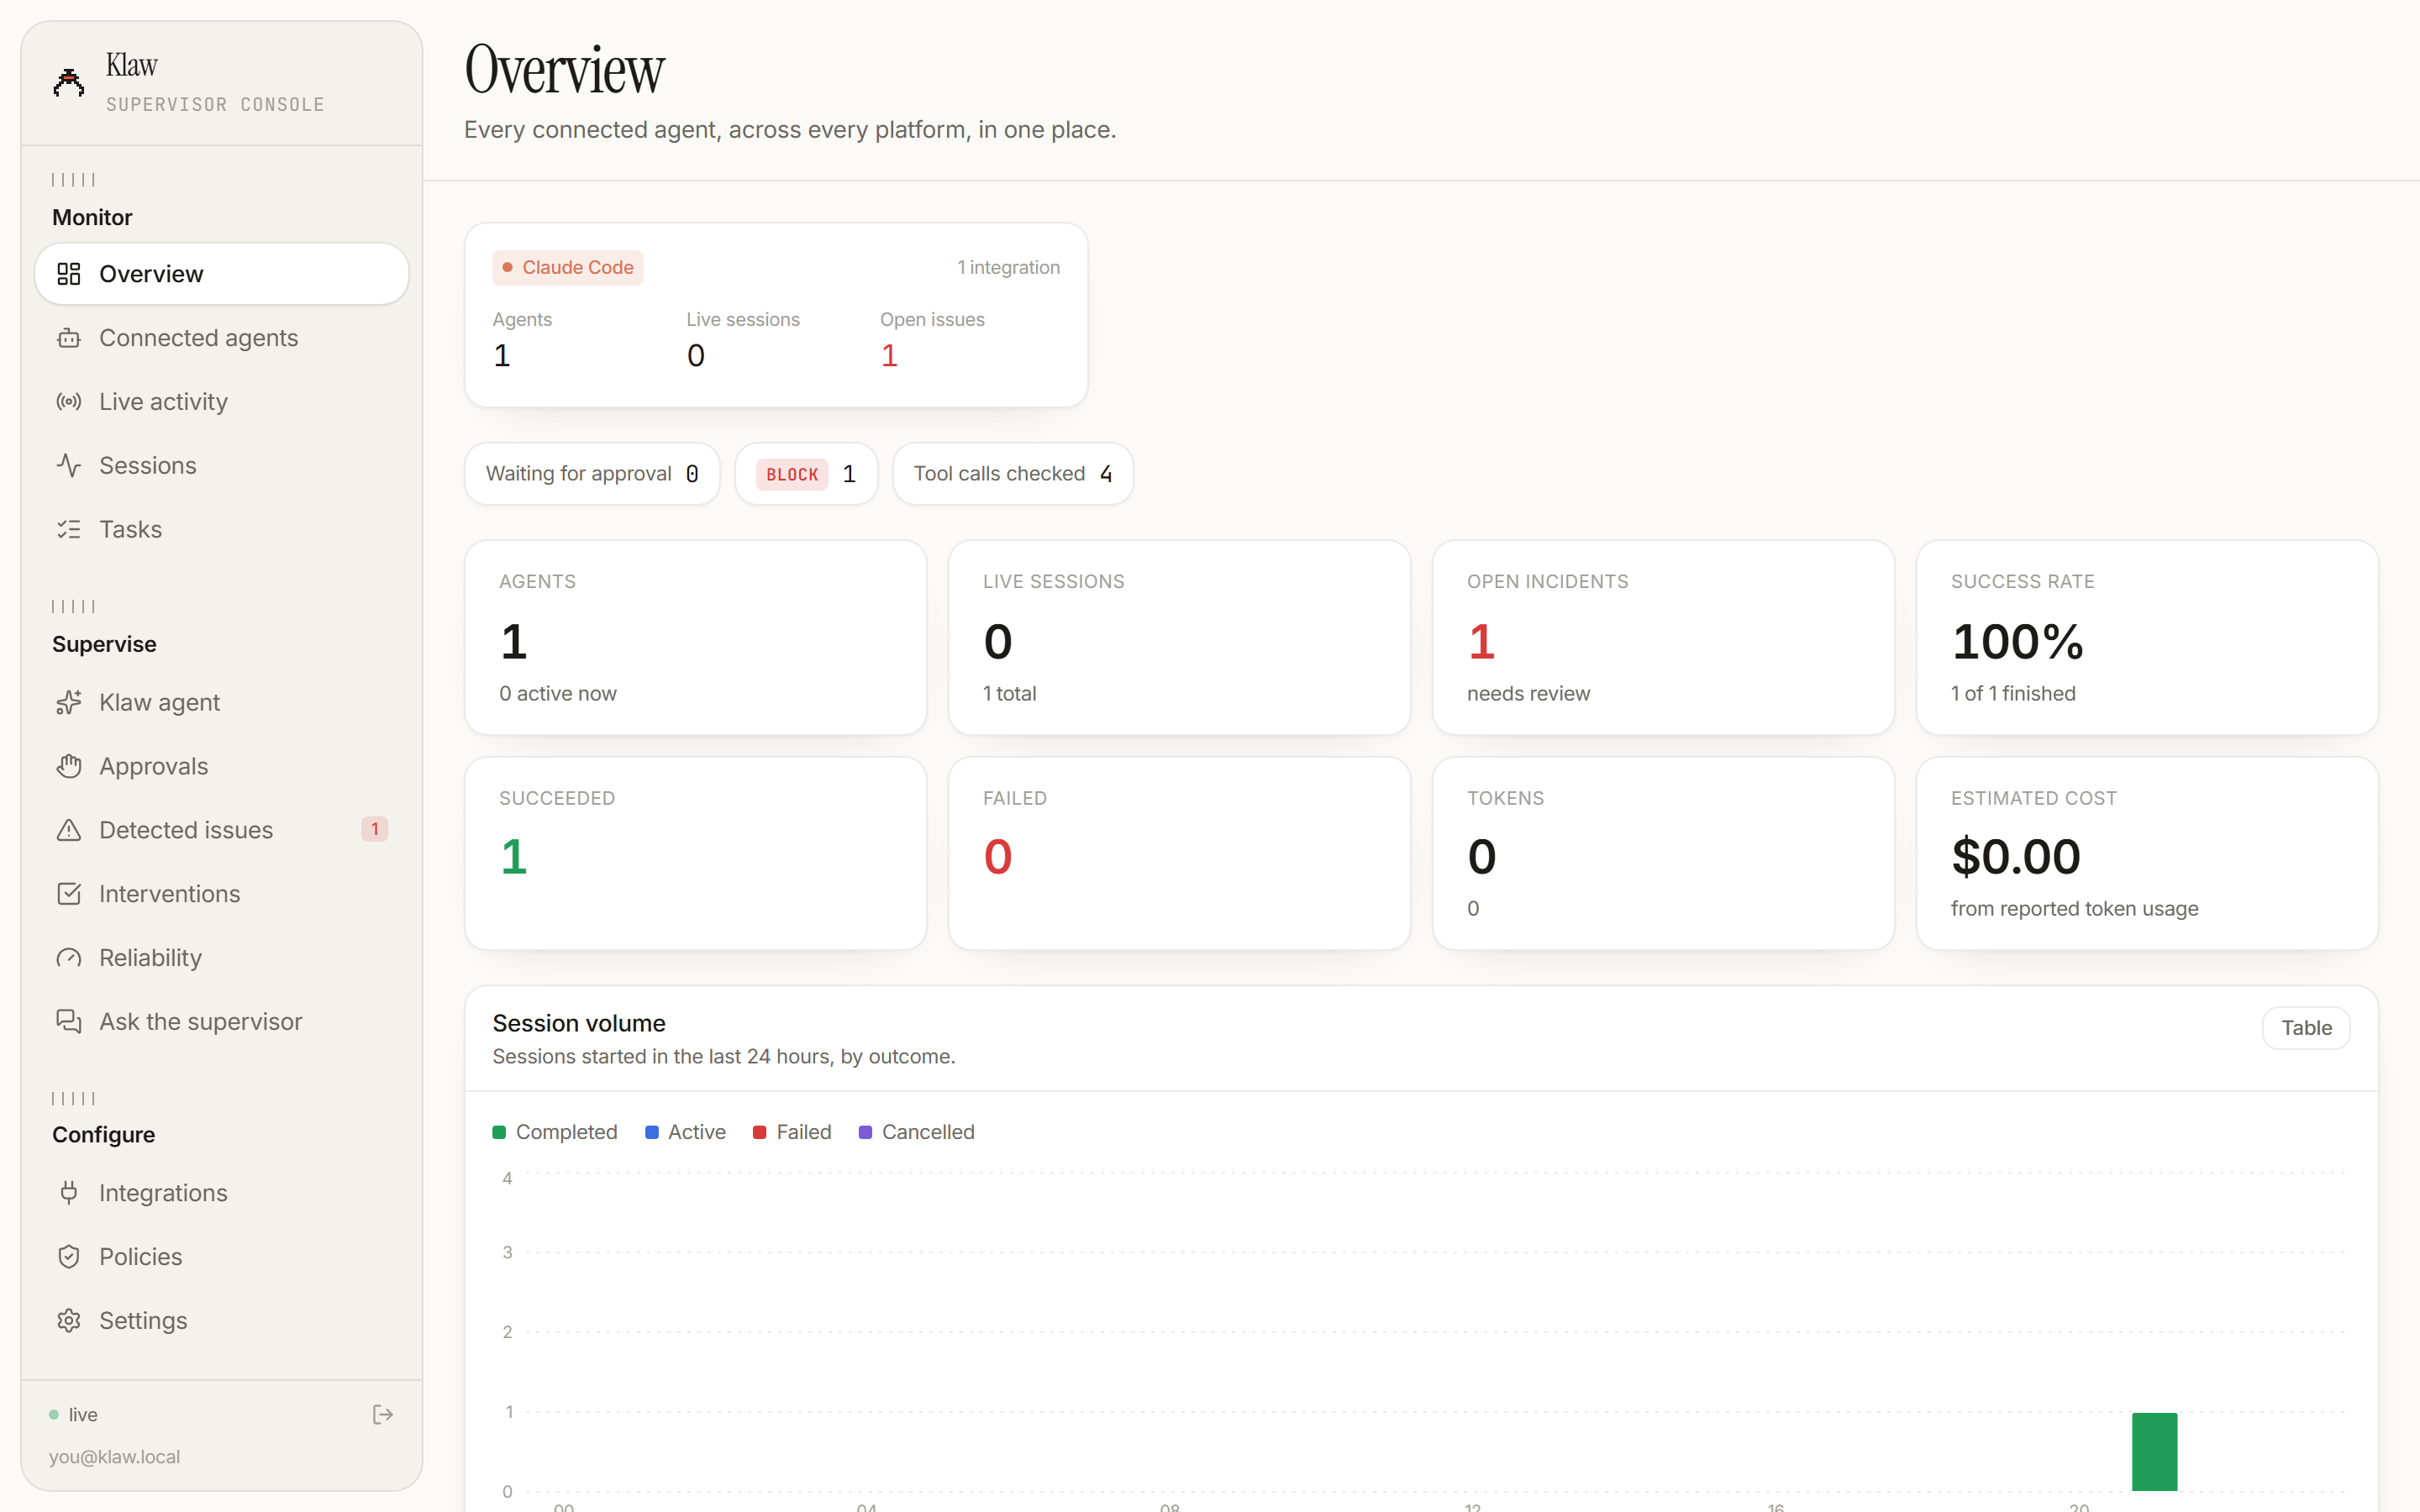 Klaw
SUPERVISOR CONSOLE
Monitor
Overview
Connected agents
Live activity
Sessions
Tasks
Supervise
Klaw agent
Approvals
Detected issues 1
Interventions
Reliability
Ask the supervisor
Configure
Integrations
Policies
Settings
live
you@klaw.local
Overview
Every connected agent, across every platform, in one place.
Claude Code 1 integration
Agents Live sessions Open issues
1 0 1
Waiting for approval 0 BLOCK 1 Tool calls checked 4
AGENTS LIVE SESSIONS OPEN INCIDENTS SUCCESS RATE
1 0 1 100%
0 active now 1 total needs review 1 of 1 finished
SUCCEEDED FAILED TOKENS ESTIMATED COST
1 0 0 $0.00
0 from reported token usage
Session volume
Table
Sessions started in the last 24 hours, by outcome.
Completed Active Failed Cancelled
4
3
2
1
0
00 04 08 12 16 20